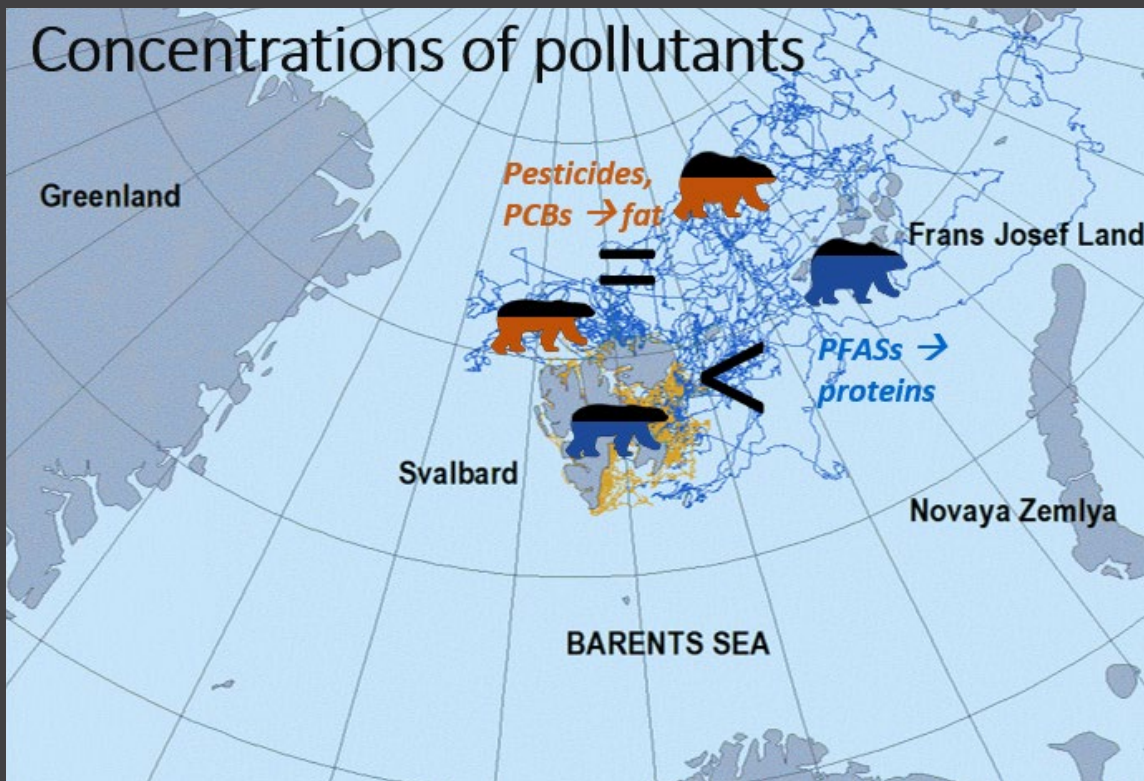 Concentrations of pollutants
Pesticides,
PCBs → fat
Greenland
Frans Josef Land
=
PFASs →
proteins
<
Svalbard
Novaya Zemlya
BARENTS SEA